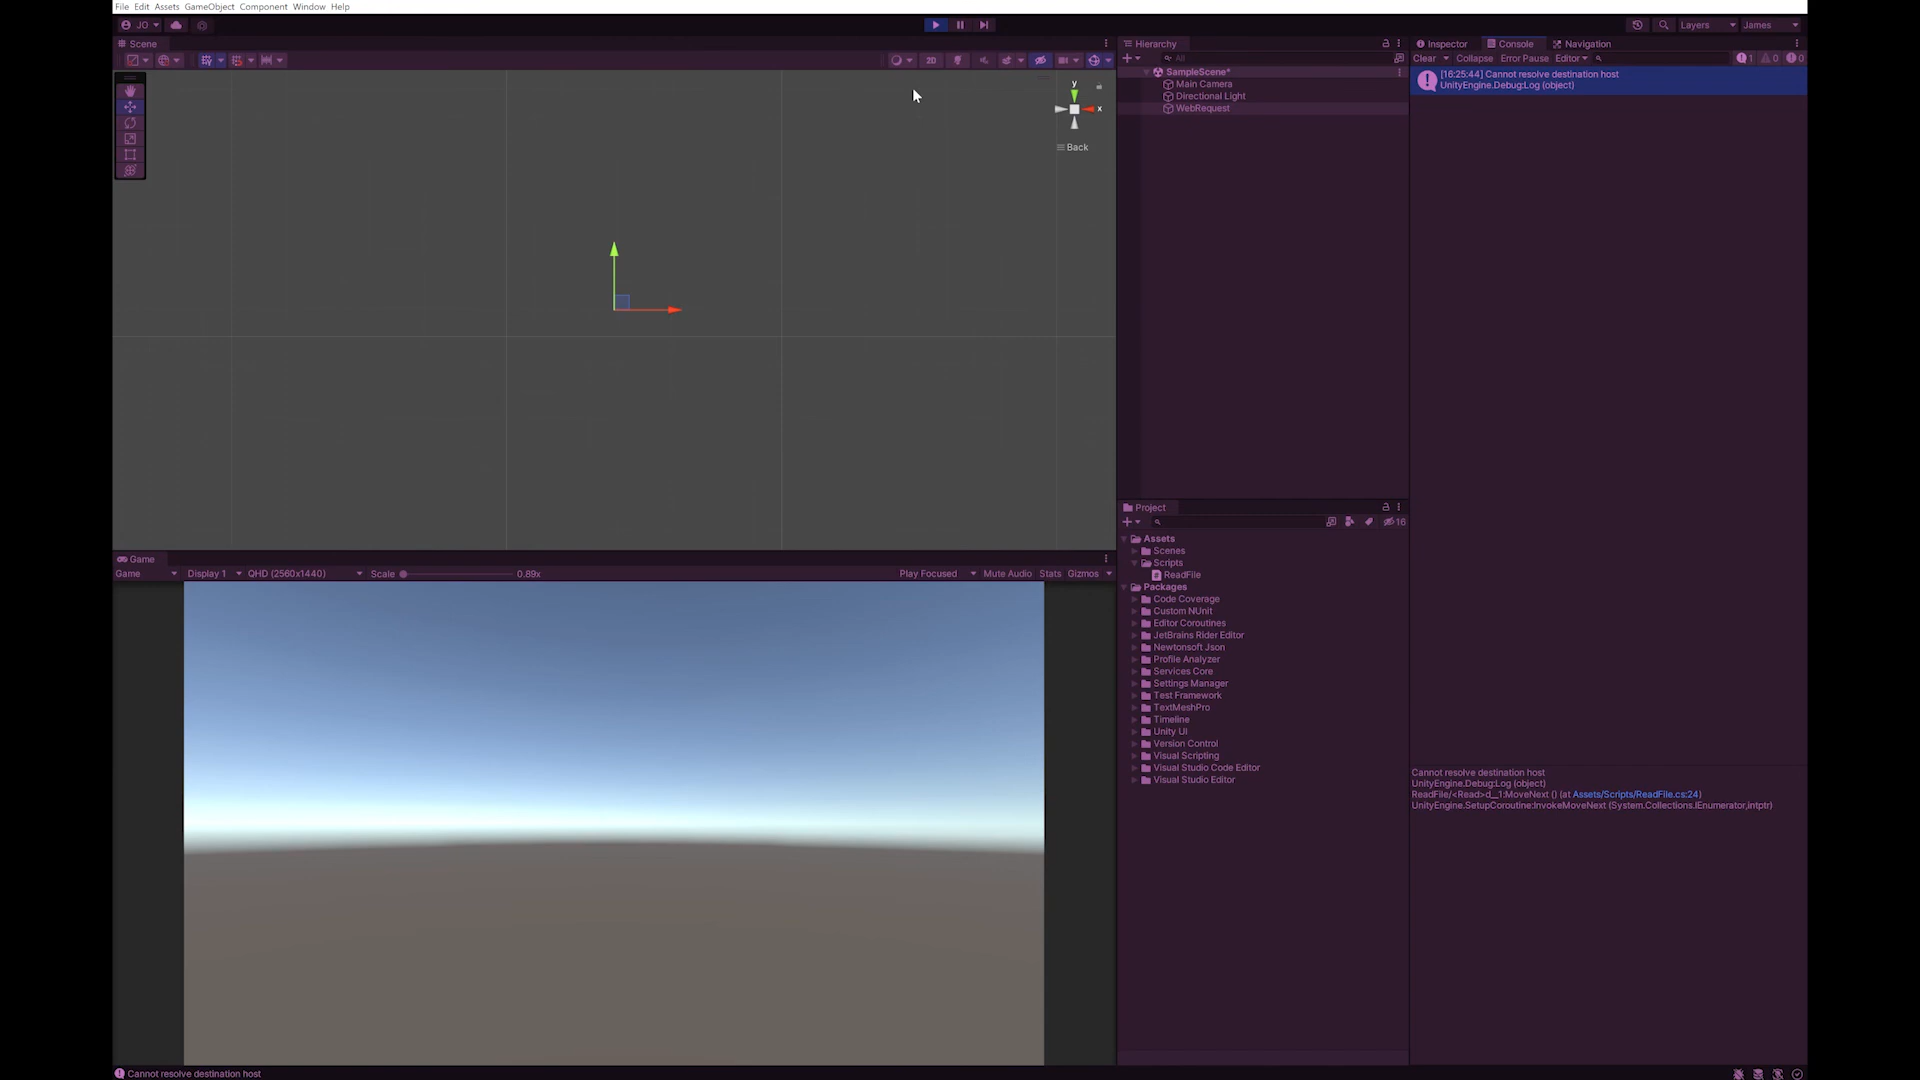 File Edit Assets GameObject Component Window Help
JO Layers James
Scene
2D
y
x
Back
Game
Game Display 1 QHD (2560x1440) Scale 0.89x Play Focused Mute Audio Stats Gizmos
Hierarchy
All
SampleScene*
Main Camera
Directional Light
WebRequest
Project
16
Assets
Scenes
Scripts
ReadFile
Packages
Code Coverage
Custom NUnit
Editor Coroutines
JetBrains Rider Editor
Newtonsoft Json
Profile Analyzer
Services Core
Settings Manager
Test Framework
TextMeshPro
Timeline
Unity UI
Version Control
Visual Scripting
Visual Studio Code Editor
Visual Studio Editor
Inspector Console Navigation
Clear Collapse Error Pause Editor 1 0 0
[16:25:44] Cannot resolve destination host
UnityEngine.Debug:Log (object)
Cannot resolve destination host
UnityEngine.Debug:Log (object)
ReadFile/<Read>d__1:MoveNext () (at Assets/Scripts/ReadFile.cs:24)
UnityEngine.SetupCoroutine:InvokeMoveNext (System.Collections.IEnumerator,intptr)
Cannot resolve destination host